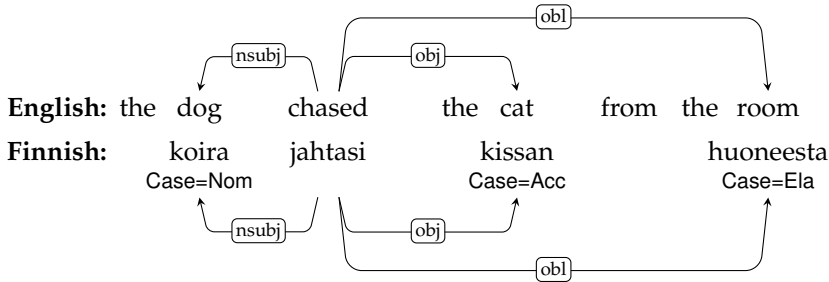 obl
nsubj obj
English: the dog chased the cat from the room
Finnish: koira jahtasi kissan huoneesta
Case=Nom Case=Acc Case=Ela
nsubj obj
obl